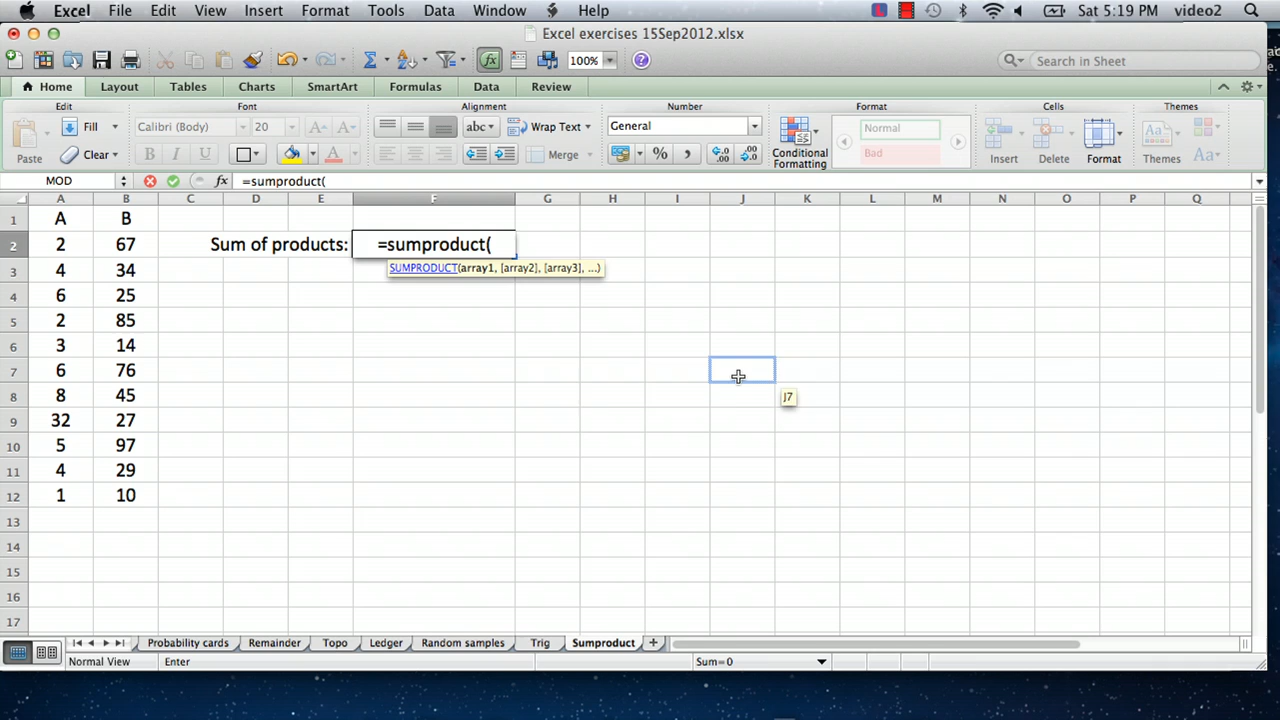 Excel File Edit View Insert Format Tools Data Window Help Sat 5:19 PM video2
Excel exercises 15Sep2012.xlsx
100% Search in Sheet
Home Layout Tables Charts SmartArt Formulas Data Review
Edit Font Alignment Number Format Cells Themes
Fill Calibri (Body) 20 A A abc Wrap Text General Normal
Paste Clear B I U A Merge % , Conditional Formatting Bad Insert Delete Format Themes Aa
MOD fx =sumproduct(
A B C D E F G H I J K L M N O P Q
1 A B
2 2 67 Sum of products: =sumproduct(
SUMPRODUCT(array1, [array2], [array3], ...)
3 4 34
4 6 25
5 2 85
6 3 14
7 6 76
8 8 45 J7
9 32 27
10 5 97
11 4 29
12 1 10
13
14
15
16
17
Probability cards Remainder Topo Ledger Random samples Trig Sumproduct
Normal View Enter Sum=0